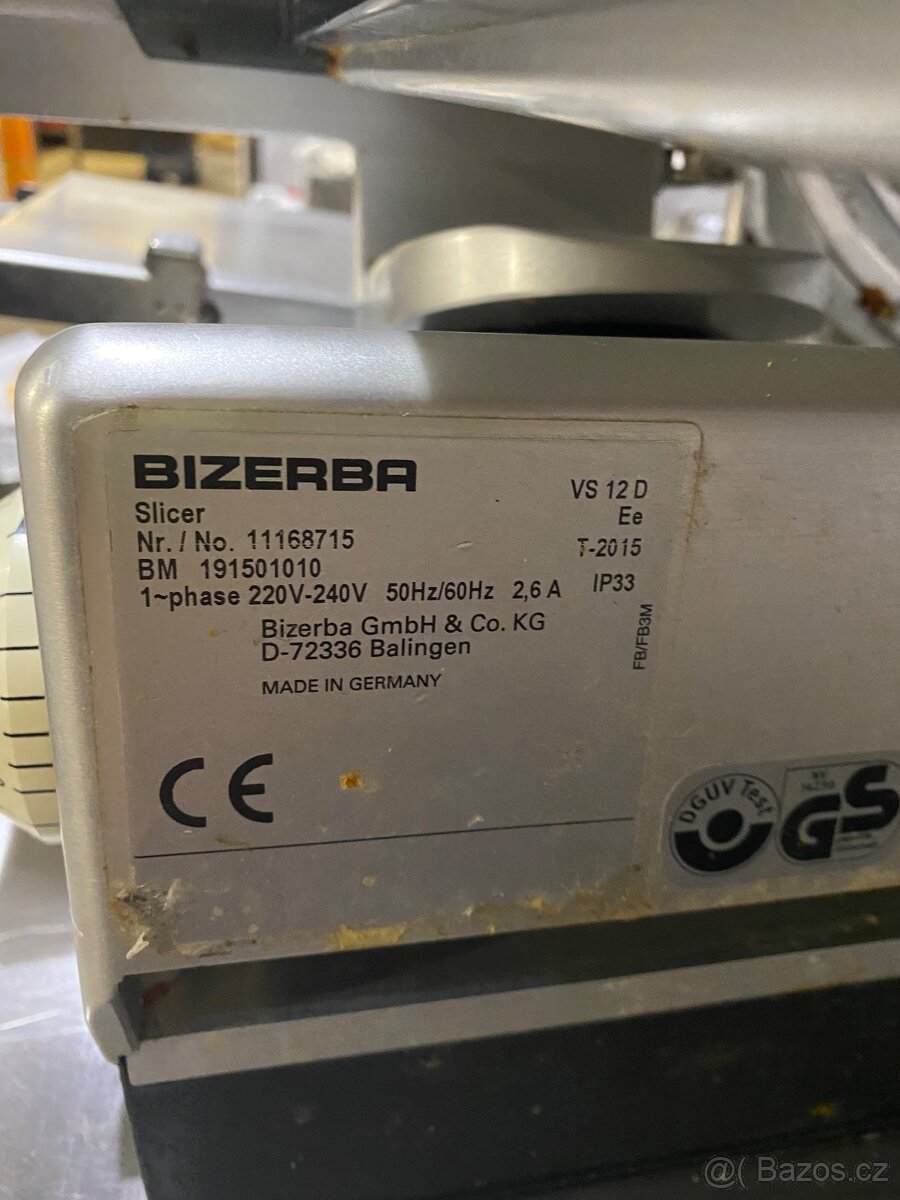 BIZERBA
VS 12 D
Slicer
Ee
Nr. / No. 11168715
T-2015
BM 191501010
1~phase 220V-240V 50Hz/60Hz 2,6 A IP33
Bizerba GmbH & Co. KG
D-72336 Balingen
MADE IN GERMANY
FB/FB3M
CE
DGUV Test
GS
@( Bazos.cz